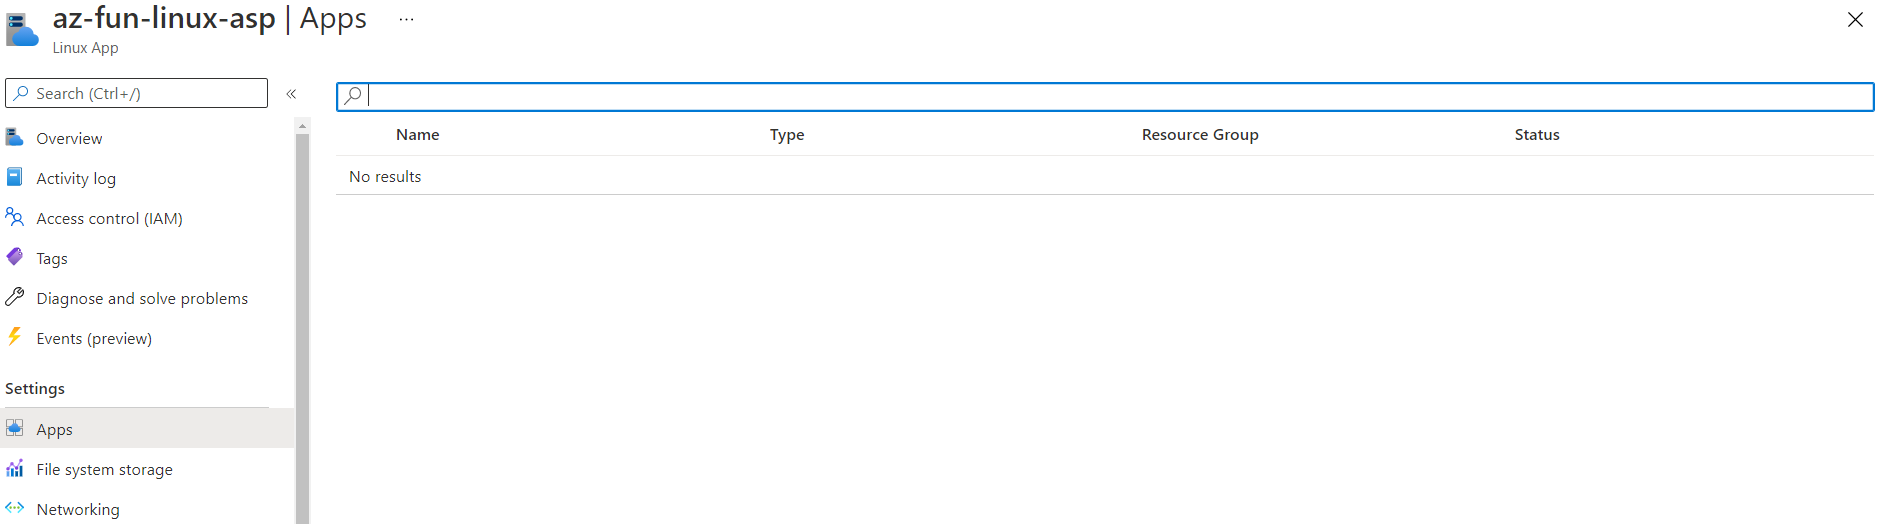 az-fun-linux-asp | Apps ...
Linux App
Search (Ctrl+/)
«
Overview
Activity log
Access control (IAM)
Tags
Diagnose and solve problems
Events (preview)
Settings
Apps
File system storage
Networking
Name Type Resource Group Status
No results